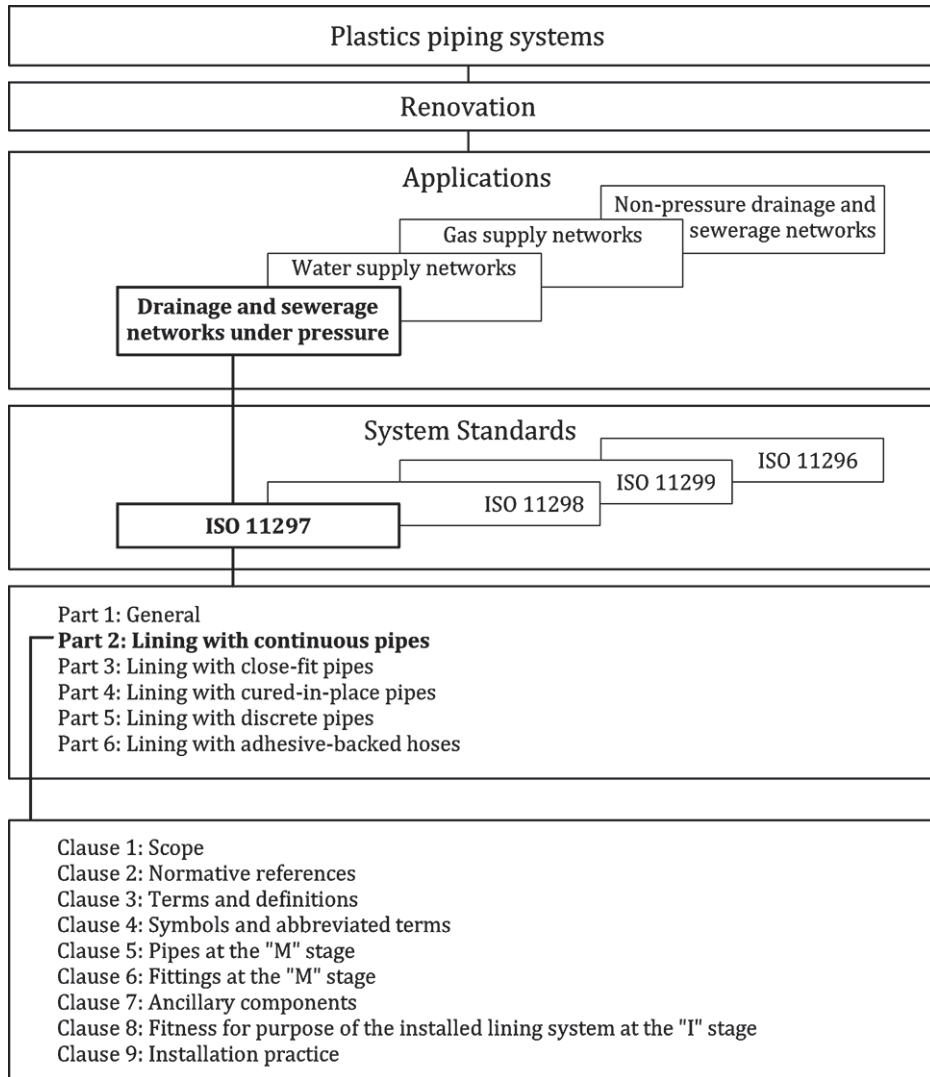 Plastics piping systems
Renovation
Applications
Non-pressure drainage and
sewerage networks
Gas supply networks
Water supply networks
Drainage and sewerage
networks under pressure
System Standards
ISO 11296
ISO 11299
ISO 11298
ISO 11297
Part 1: General
Part 2: Lining with continuous pipes
Part 3: Lining with close-fit pipes
Part 4: Lining with cured-in-place pipes
Part 5: Lining with discrete pipes
Part 6: Lining with adhesive-backed hoses
Clause 1: Scope
Clause 2: Normative references
Clause 3: Terms and definitions
Clause 4: Symbols and abbreviated terms
Clause 5: Pipes at the "M" stage
Clause 6: Fittings at the "M" stage
Clause 7: Ancillary components
Clause 8: Fitness for purpose of the installed lining system at the "I" stage
Clause 9: Installation practice